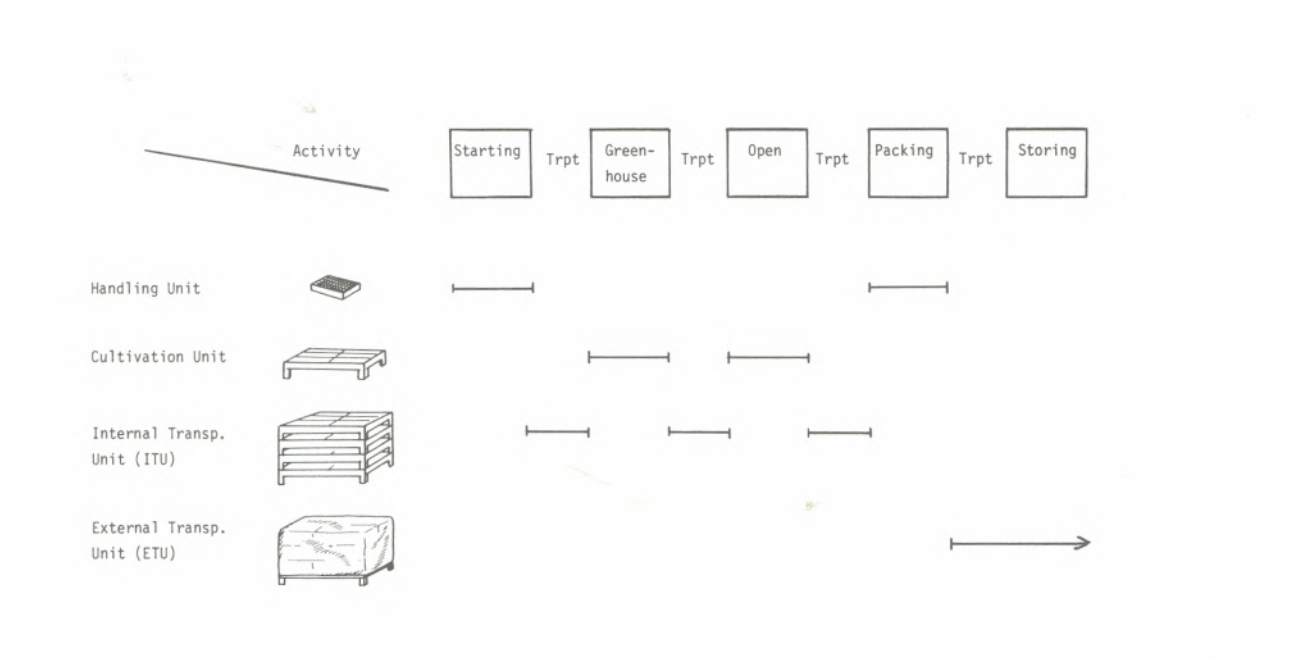 Activity
Starting Trpt Green- Trpt Open Trpt Packing Trpt Storing
house
Handling Unit
Cultivation Unit
Internal Transp.
Unit (ITU)
External Transp.
Unit (ETU)